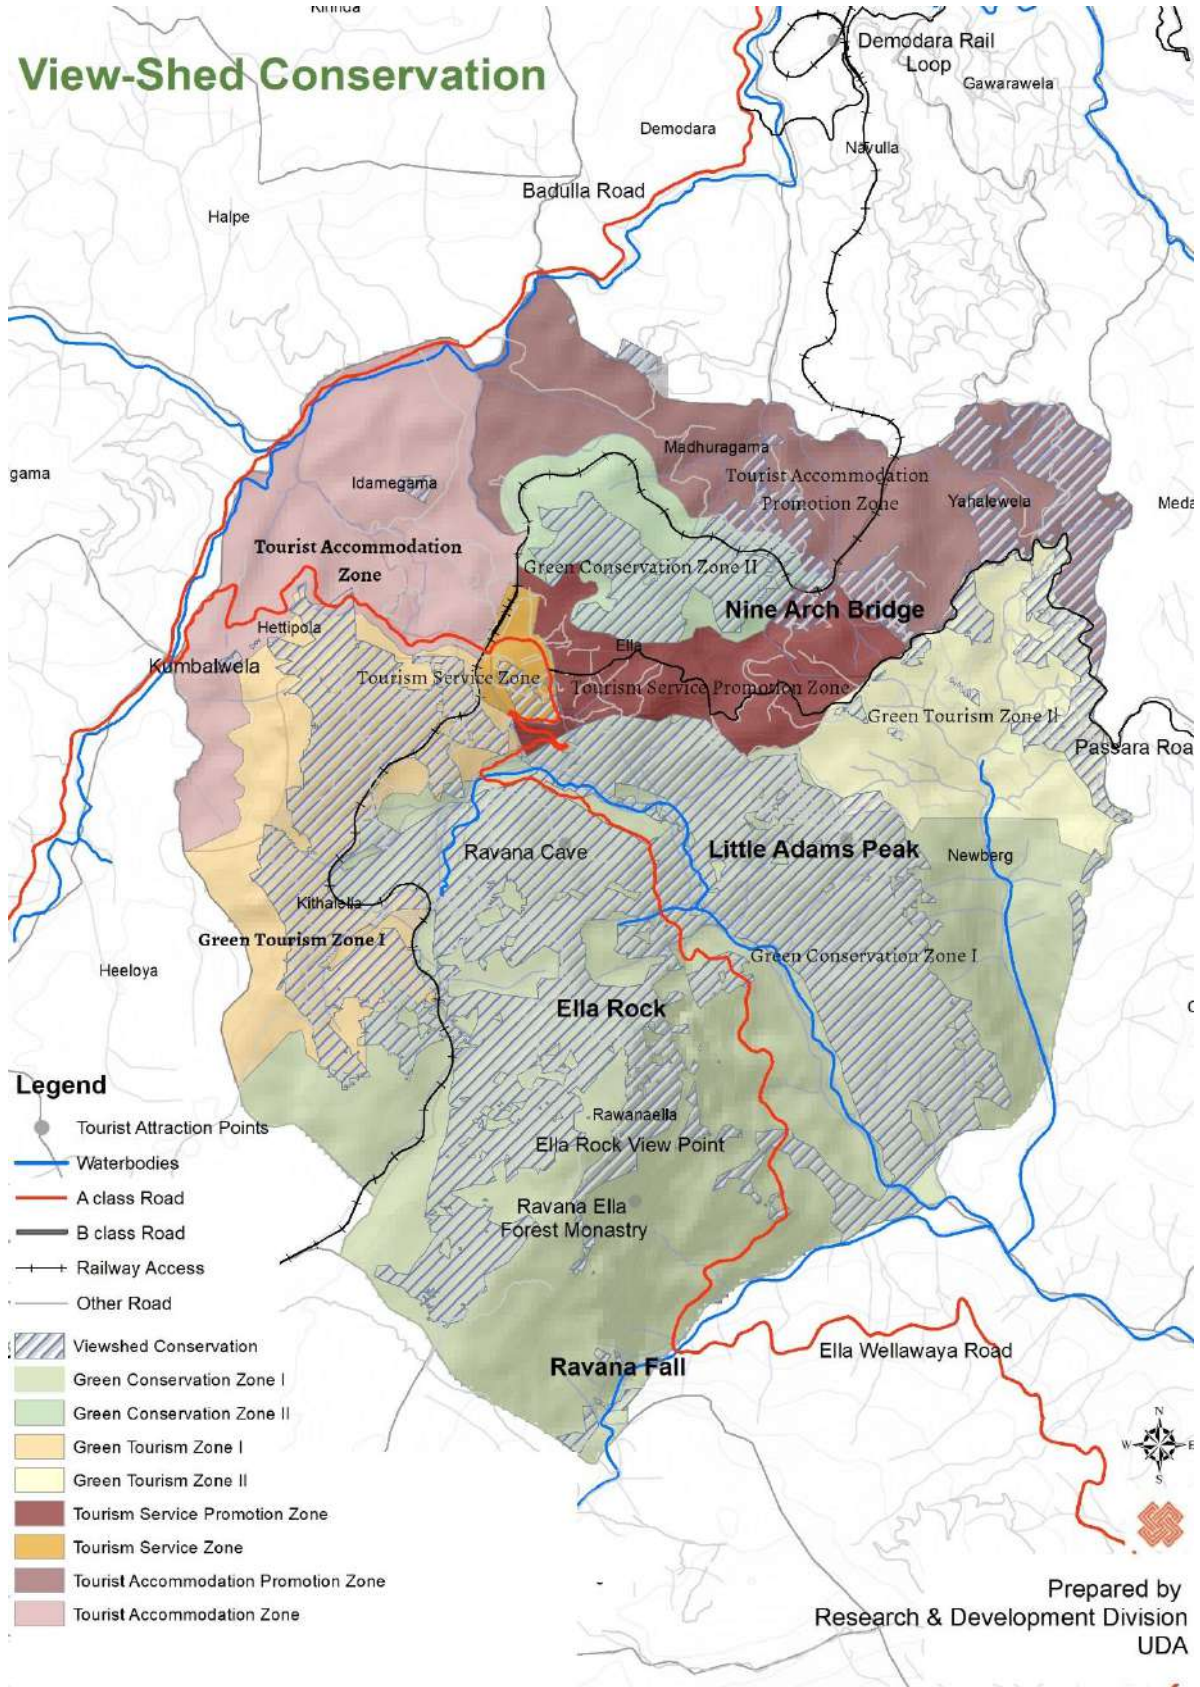 Kirinda
View-Shed Conservation
Demodara Rail
Loop
Gawarawela
Demodara
Navulla
Badulla Road
Halpe
Madhuragama
gama
Idamegama
Tourist Accommodation
Promotion Zone
Yahalewela
Meda
Tourist Accommodation
Zone
Green Conservation Zone II
Nine Arch Bridge
Hettipola
Ella
Kumbalwela
Tourism Service Zone
Tourism Service Promotion Zone
Green Tourism Zone II
Passara Roa
Ravana Cave
Little Adams Peak
Newberg
Kithalella
Green Tourism Zone I
Green Conservation Zone I
Heeloya
Ella Rock
Rawanaella
Ella Rock View Point
Ravana Ella
Forest Monastry
Ella Wellawaya Road
Ravana Fall
Legend
Tourist Attraction Points
Waterbodies
A class Road
B class Road
Railway Access
Other Road
Viewshed Conservation
Green Conservation Zone I
Green Conservation Zone II
Green Tourism Zone I
Green Tourism Zone II
Tourism Service Promotion Zone
Tourism Service Zone
Tourist Accommodation Promotion Zone
Tourist Accommodation Zone
N
W E
S
Prepared by
Research & Development Division
UDA